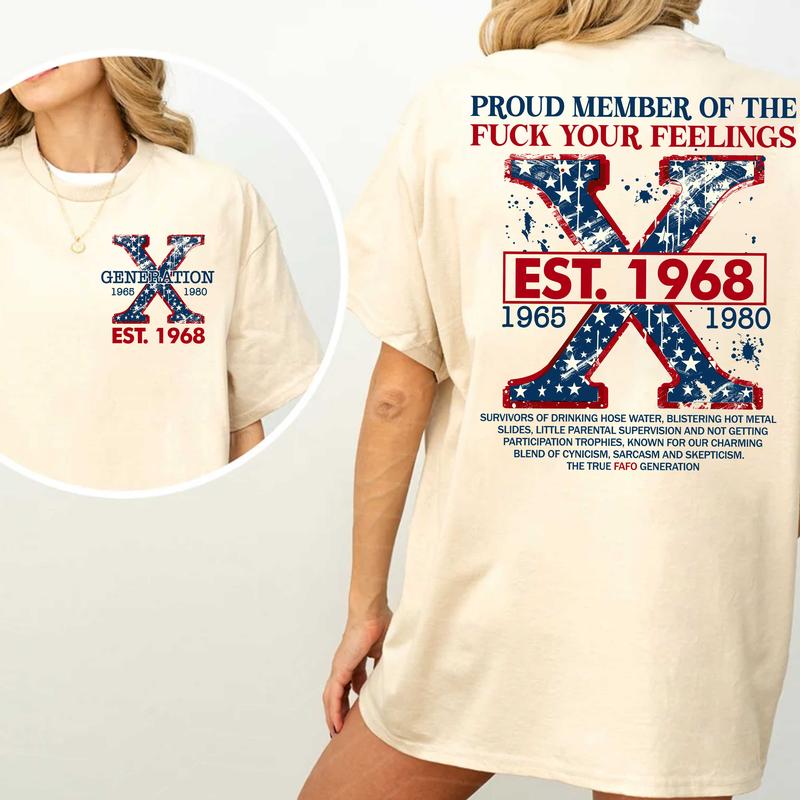 GENERATION
1965 1980
EST. 1968
PROUD MEMBER OF THE
FUCK YOUR FEELINGS
X
EST. 1968
1965 1980
SURVIVORS OF DRINKING HOSE WATER, BLISTERING HOT METAL
SLIDES, LITTLE PARENTAL SUPERVISION AND NOT GETTING
PARTICIPATION TROPHIES, KNOWN FOR OUR CHARMING
BLEND OF CYNICISM, SARCASM AND SKEPTICISM.
THE TRUE FAFO GENERATION